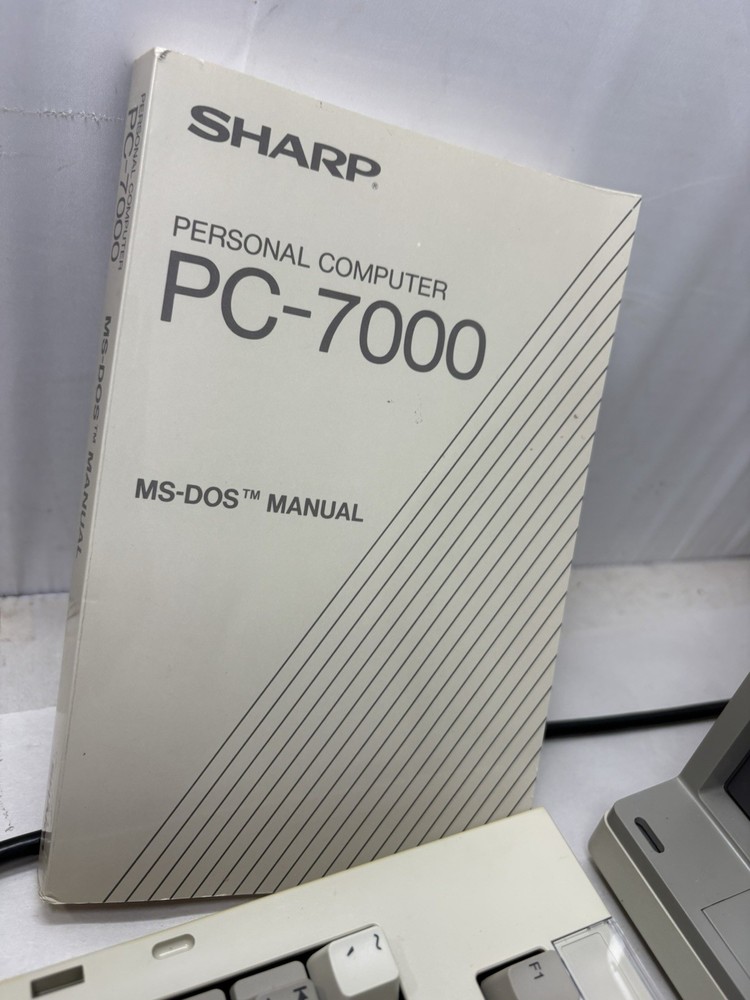 SHARP®
PERSONAL COMPUTER
PC-7000
MS-DOS™ MANUAL
PERSONAL COMPUTER
PC-7000
MS-DOS™ MANUAL
F1